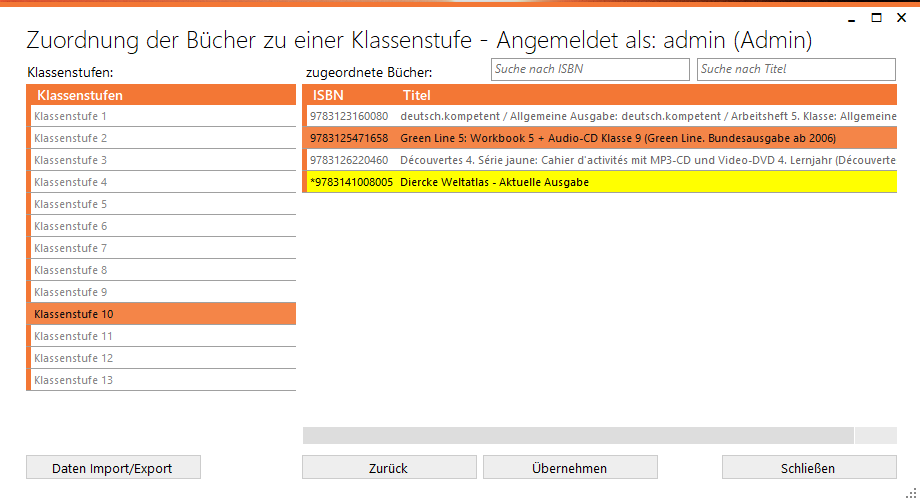 Zuordnung der Bücher zu einer Klassenstufe - Angemeldet als: admin (Admin)
Klassenstufen:
zugeordnete Bücher:
Suche nach ISBN
Suche nach Titel
Klassenstufen
Klassenstufe 1
Klassenstufe 2
Klassenstufe 3
Klassenstufe 4
Klassenstufe 5
Klassenstufe 6
Klassenstufe 7
Klassenstufe 8
Klassenstufe 9
Klassenstufe 10
Klassenstufe 11
Klassenstufe 12
Klassenstufe 13
ISBN Titel
9783123160080 deutsch.kompetent / Allgemeine Ausgabe: deutsch.kompetent / Arbeitsheft 5. Klasse: Allgemeine
9783125471658 Green Line 5: Workbook 5 + Audio-CD Klasse 9 (Green Line. Bundesausgabe ab 2006)
9783126220460 Découvertes 4. Série jaune: Cahier d'activités mit MP3-CD und Video-DVD 4. Lernjahr (Découverte
*9783141008005 Diercke Weltatlas - Aktuelle Ausgabe
Daten Import/Export
Zurück
Übernehmen
Schließen